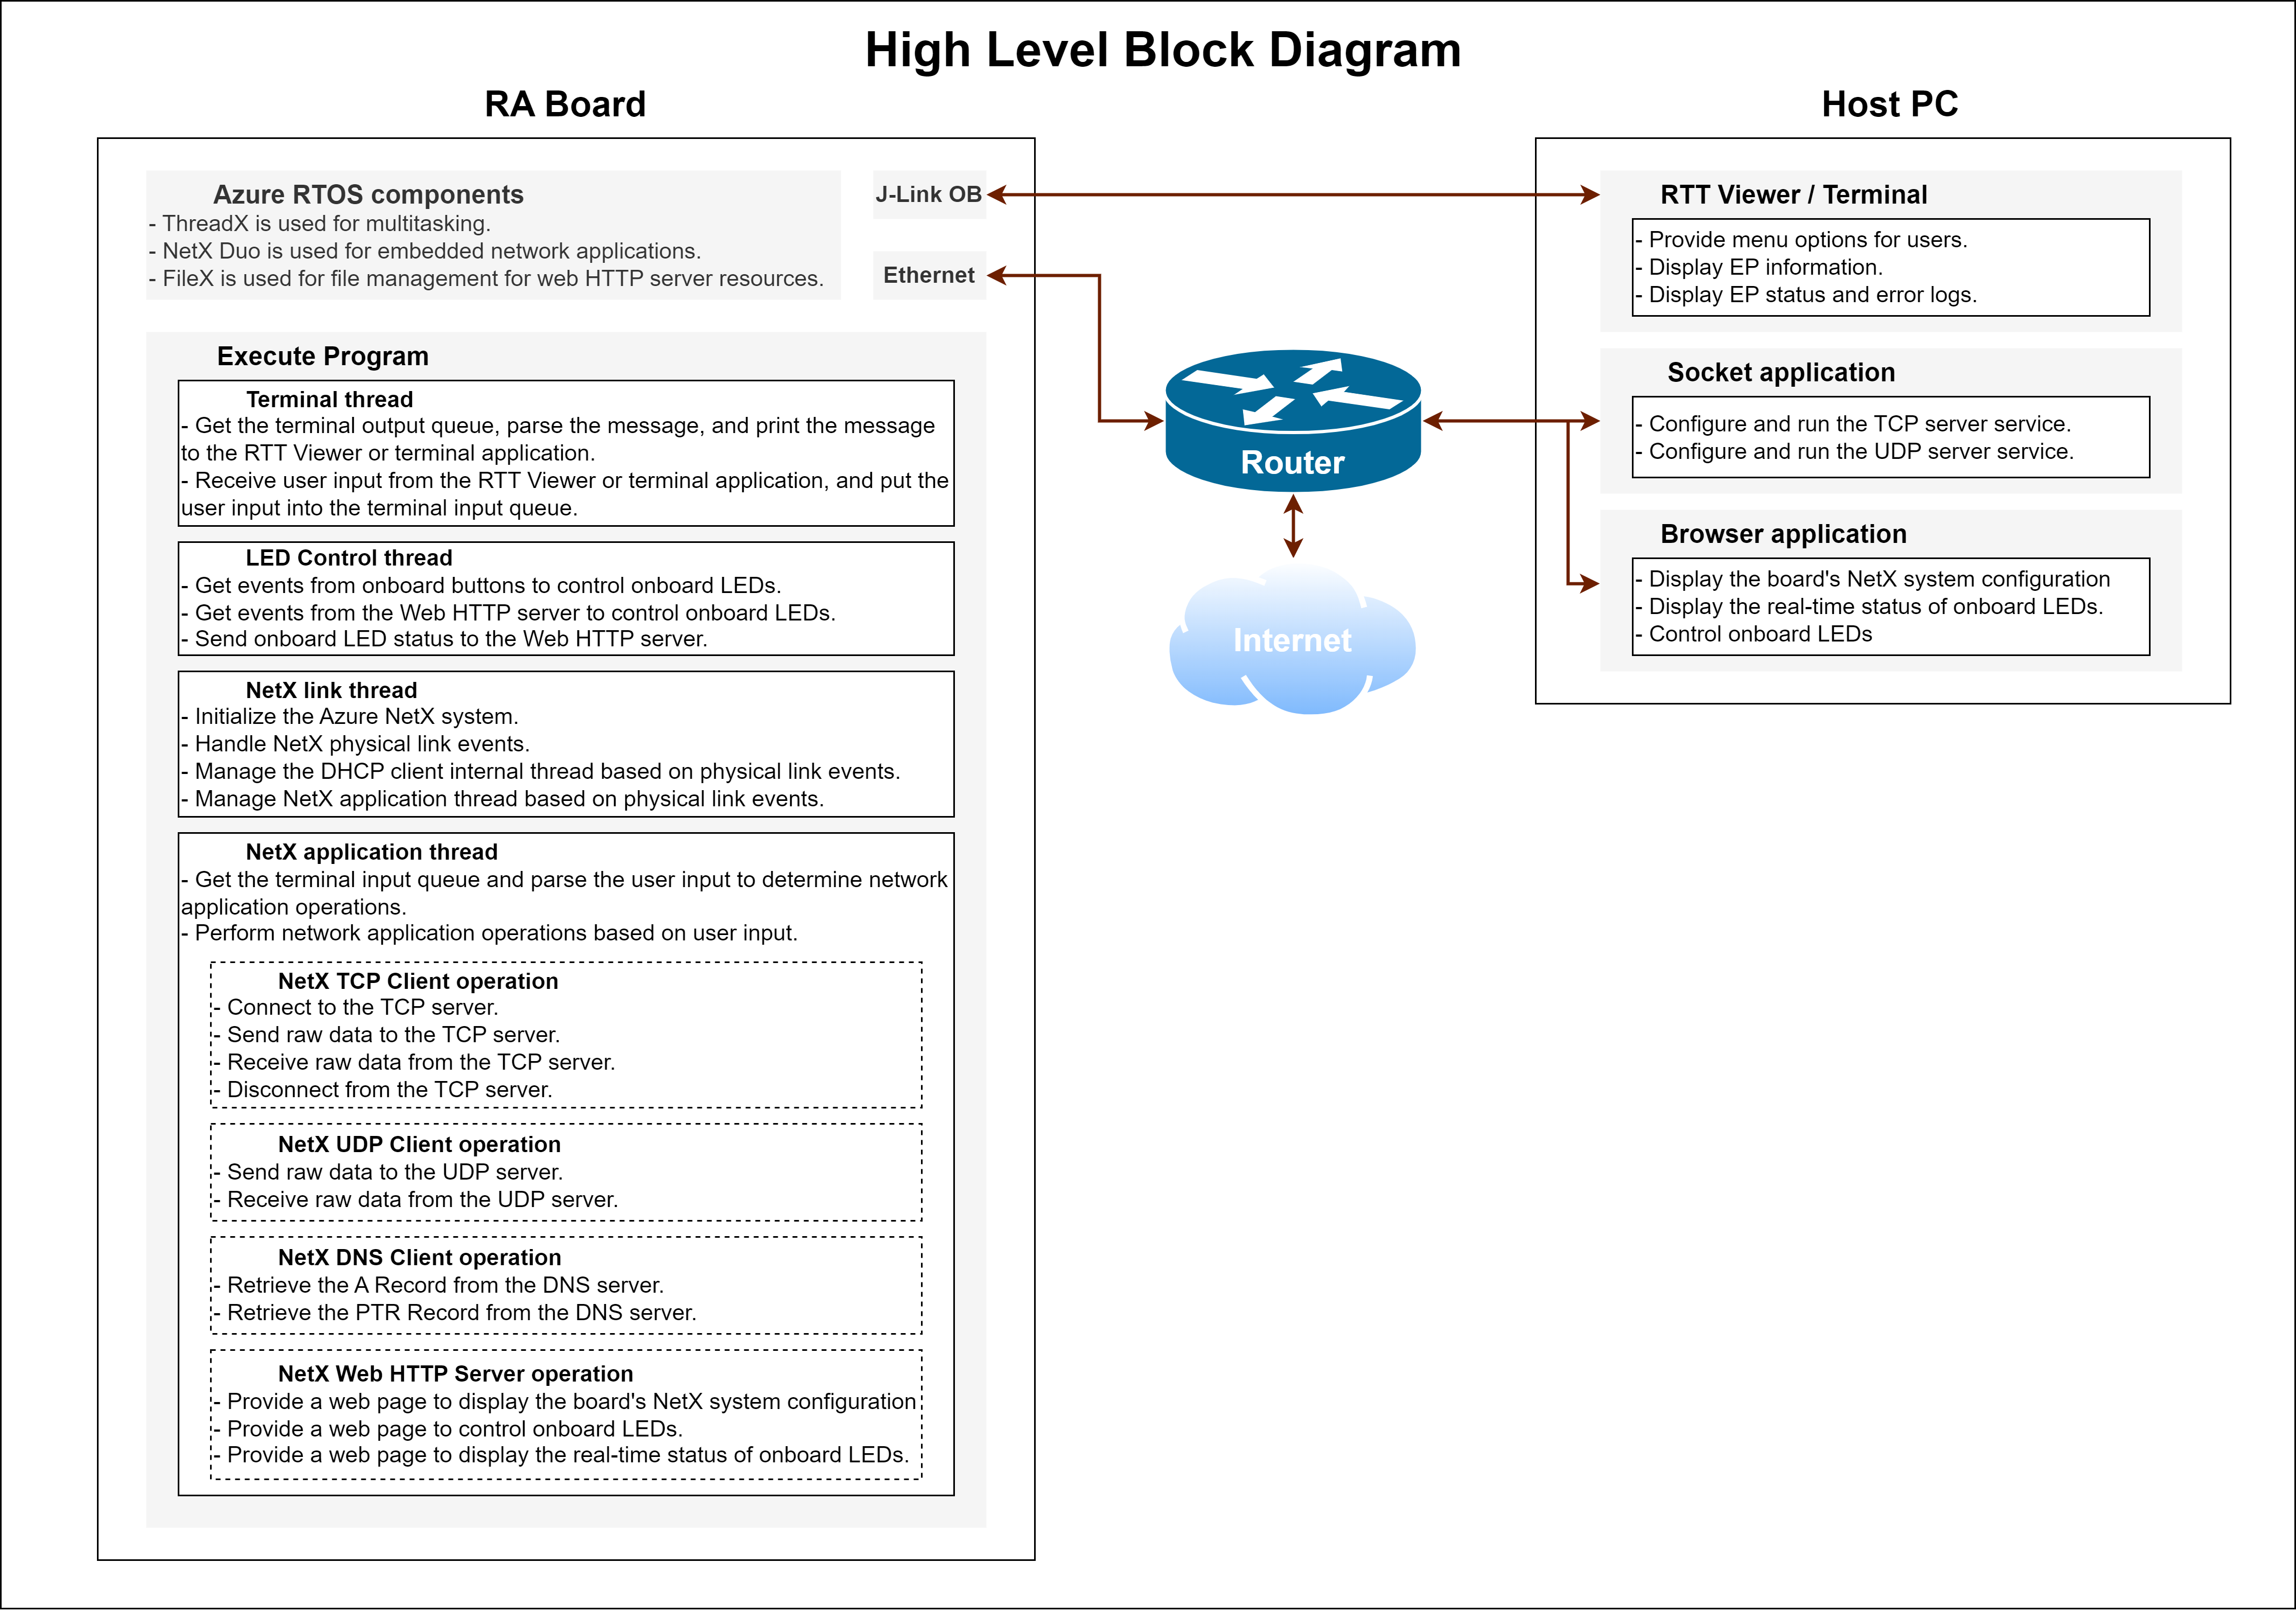 High Level Block Diagram
RA Board
Azure RTOS components
- ThreadX is used for multitasking.
- NetX Duo is used for embedded network applications.
- FileX is used for file management for web HTTP server resources.
J-Link OB
Ethernet
Execute Program
Terminal thread
- Get the terminal output queue, parse the message, and print the message
to the RTT Viewer or terminal application.
- Receive user input from the RTT Viewer or terminal application, and put the
user input into the terminal input queue.
LED Control thread
- Get events from onboard buttons to control onboard LEDs.
- Get events from the Web HTTP server to control onboard LEDs.
- Send onboard LED status to the Web HTTP server.
NetX link thread
- Initialize the Azure NetX system.
- Handle NetX physical link events.
- Manage the DHCP client internal thread based on physical link events.
- Manage NetX application thread based on physical link events.
NetX application thread
- Get the terminal input queue and parse the user input to determine network
application operations.
- Perform network application operations based on user input.
NetX TCP Client operation
- Connect to the TCP server.
- Send raw data to the TCP server.
- Receive raw data from the TCP server.
- Disconnect from the TCP server.
NetX UDP Client operation
- Send raw data to the UDP server.
- Receive raw data from the UDP server.
NetX DNS Client operation
- Retrieve the A Record from the DNS server.
- Retrieve the PTR Record from the DNS server.
NetX Web HTTP Server operation
- Provide a web page to display the board's NetX system configuration
- Provide a web page to control onboard LEDs.
- Provide a web page to display the real-time status of onboard LEDs.
Router
Internet
Host PC
RTT Viewer / Terminal
- Provide menu options for users.
- Display EP information.
- Display EP status and error logs.
Socket application
- Configure and run the TCP server service.
- Configure and run the UDP server service.
Browser application
- Display the board's NetX system configuration
- Display the real-time status of onboard LEDs.
- Control onboard LEDs